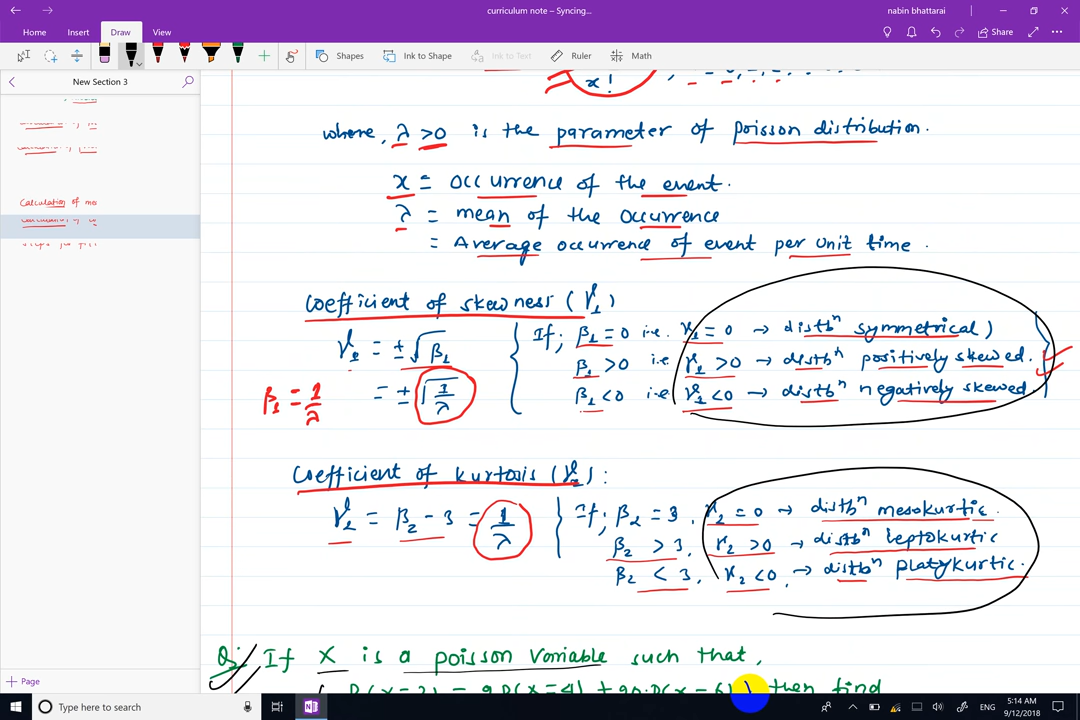 curriculum note – Syncing...
nabin bhattarai
Home Insert Draw View
Share
Shapes Ink to Shape Ink to Text Ruler Math
New Section 3
x!
where, λ >0 is the parameter of poisson distribution.
x = occurrence of the event.
λ = mean of the occurrence
= Average occurrence of event per unit time.
Calculation of me
Coefficient of skewness (γ₁)
γ₁ = ± √β₁
= ± √1/λ
β₁ = 1/λ
If; β₁ = 0 i.e. γ₁ = 0 → distbⁿ symmetrical)
β₁ > 0 i.e γ₁ > 0 → distbⁿ positively skewed.
β₁ < 0 i.e γ₁ < 0 → distbⁿ negatively skewed
Coefficient of kurtosis (γ₂):
γ₂ = β₂ - 3 = 1/λ
If; β₂ = 3, γ₂ = 0 → distbⁿ mesokurtic.
β₂ > 3, γ₂ > 0 → distbⁿ leptokurtic
β₂ < 3, γ₂ < 0, → distbⁿ platykurtic.
Q: If X is a poisson variable such that,
then find
+ Page
Type here to search
ENG
5:14 AM
9/12/2018